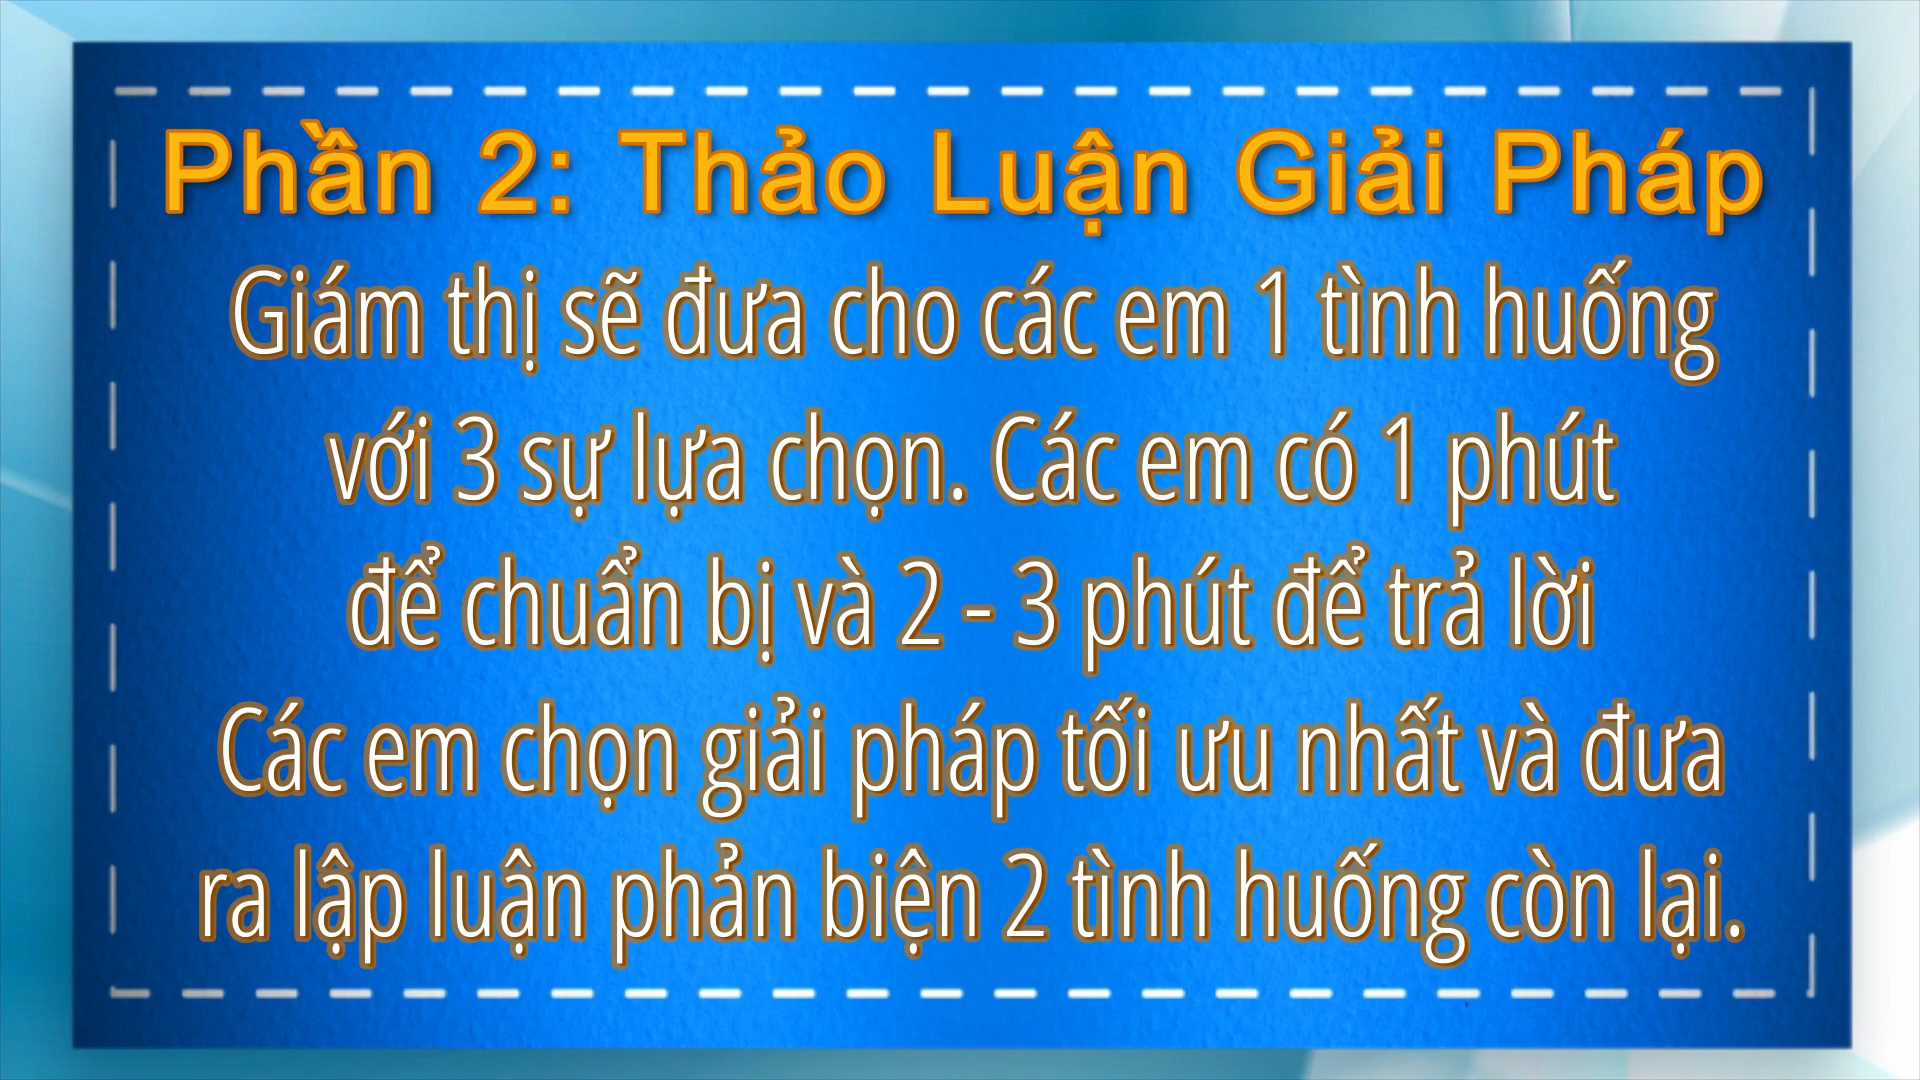 Phần 2: Thảo Luận Giải Pháp
Giám thị sẽ đưa cho các em 1 tình huống
với 3 sự lựa chọn. Các em có 1 phút
để chuẩn bị và 2 - 3 phút để trả lời
Các em chọn giải pháp tối ưu nhất và đưa
ra lập luận phản biện 2 tình huống còn lại.